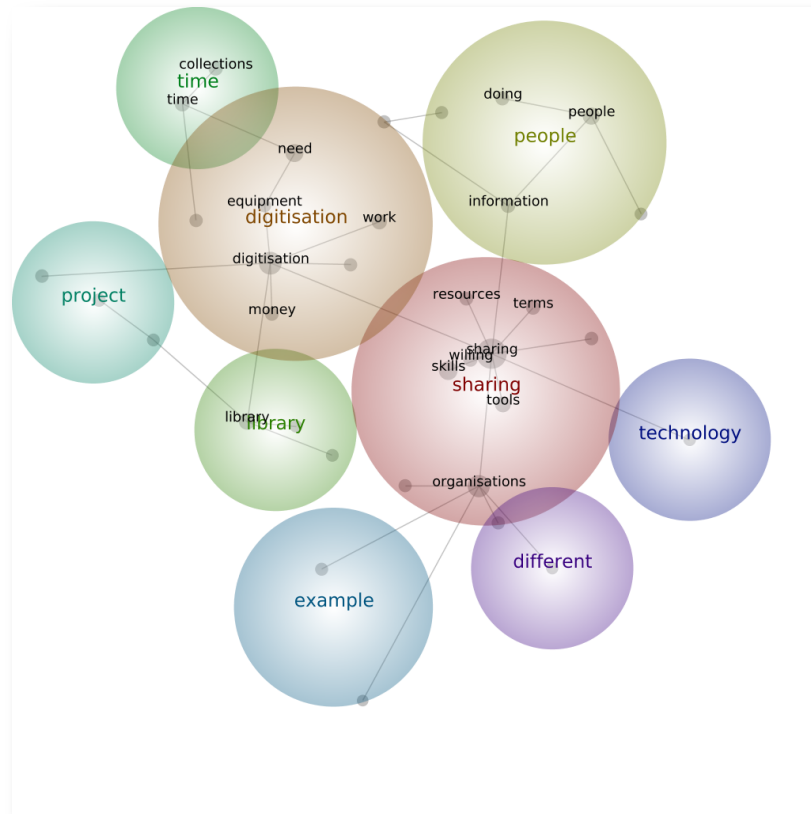 collections
time
time
doing
people
people
need
equipment
digitisation
work
information
digitisation
project
money
resources
terms
sharing
willing
skills
sharing
tools
library
library
technology
organisations
different
example